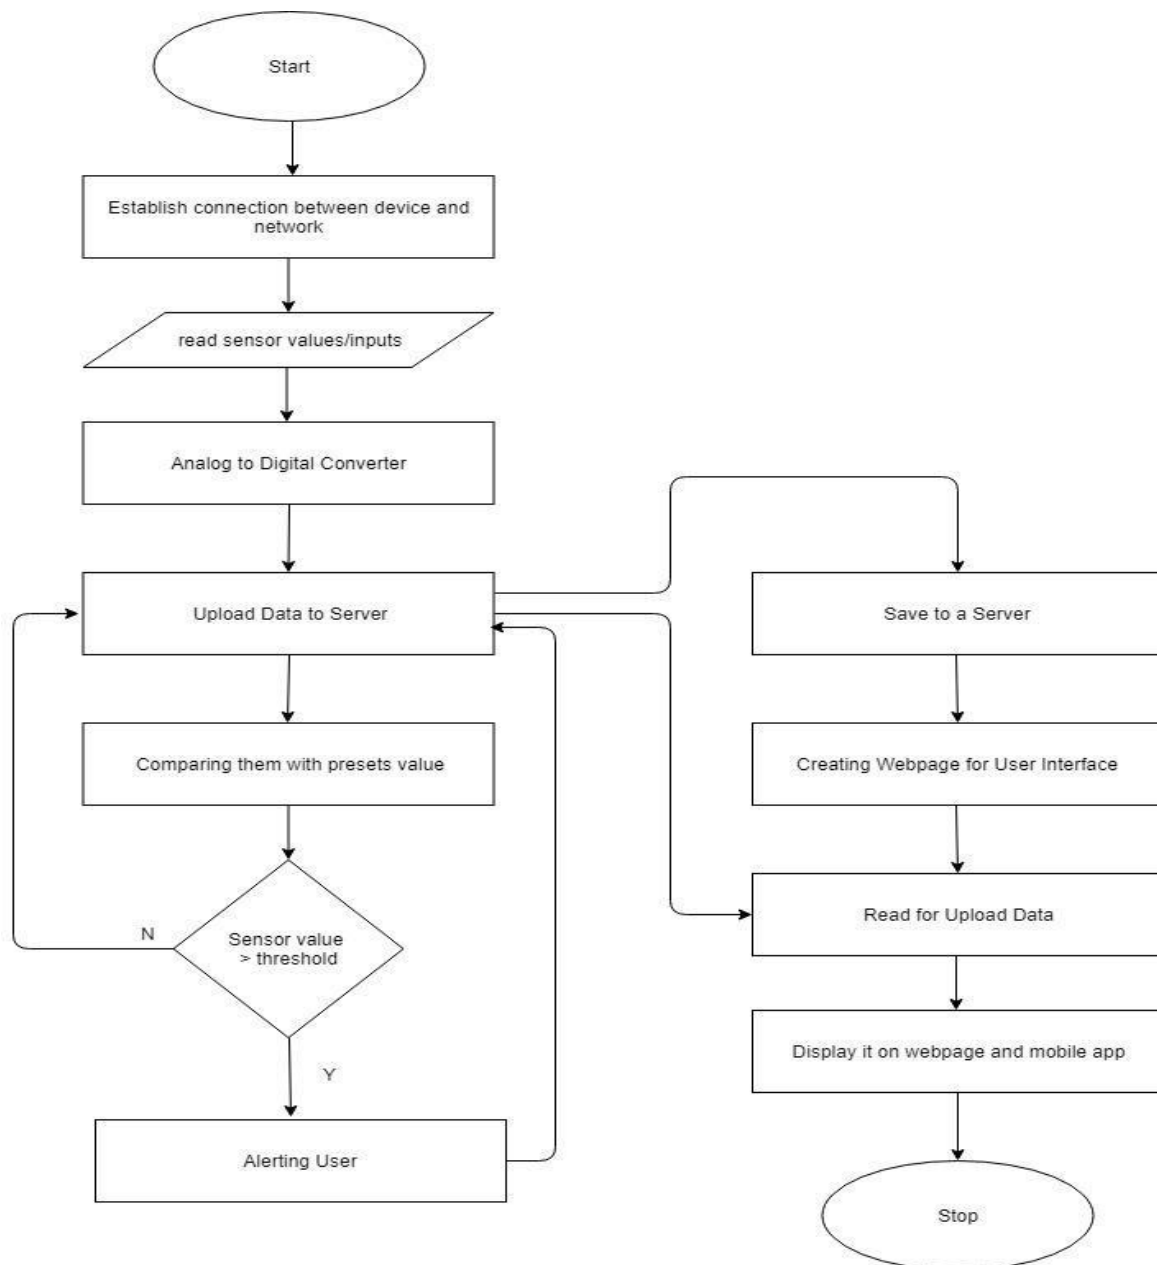 Start
Establish connection between device and
network
read sensor values/inputs
Analog to Digital Converter
Upload Data to Server
Save to a Server
Comparing them with presets value
Creating Webpage for User Interface
Read for Upload Data
N
Sensor value
> threshold
Display it on webpage and mobile app
Y
Alerting User
Stop